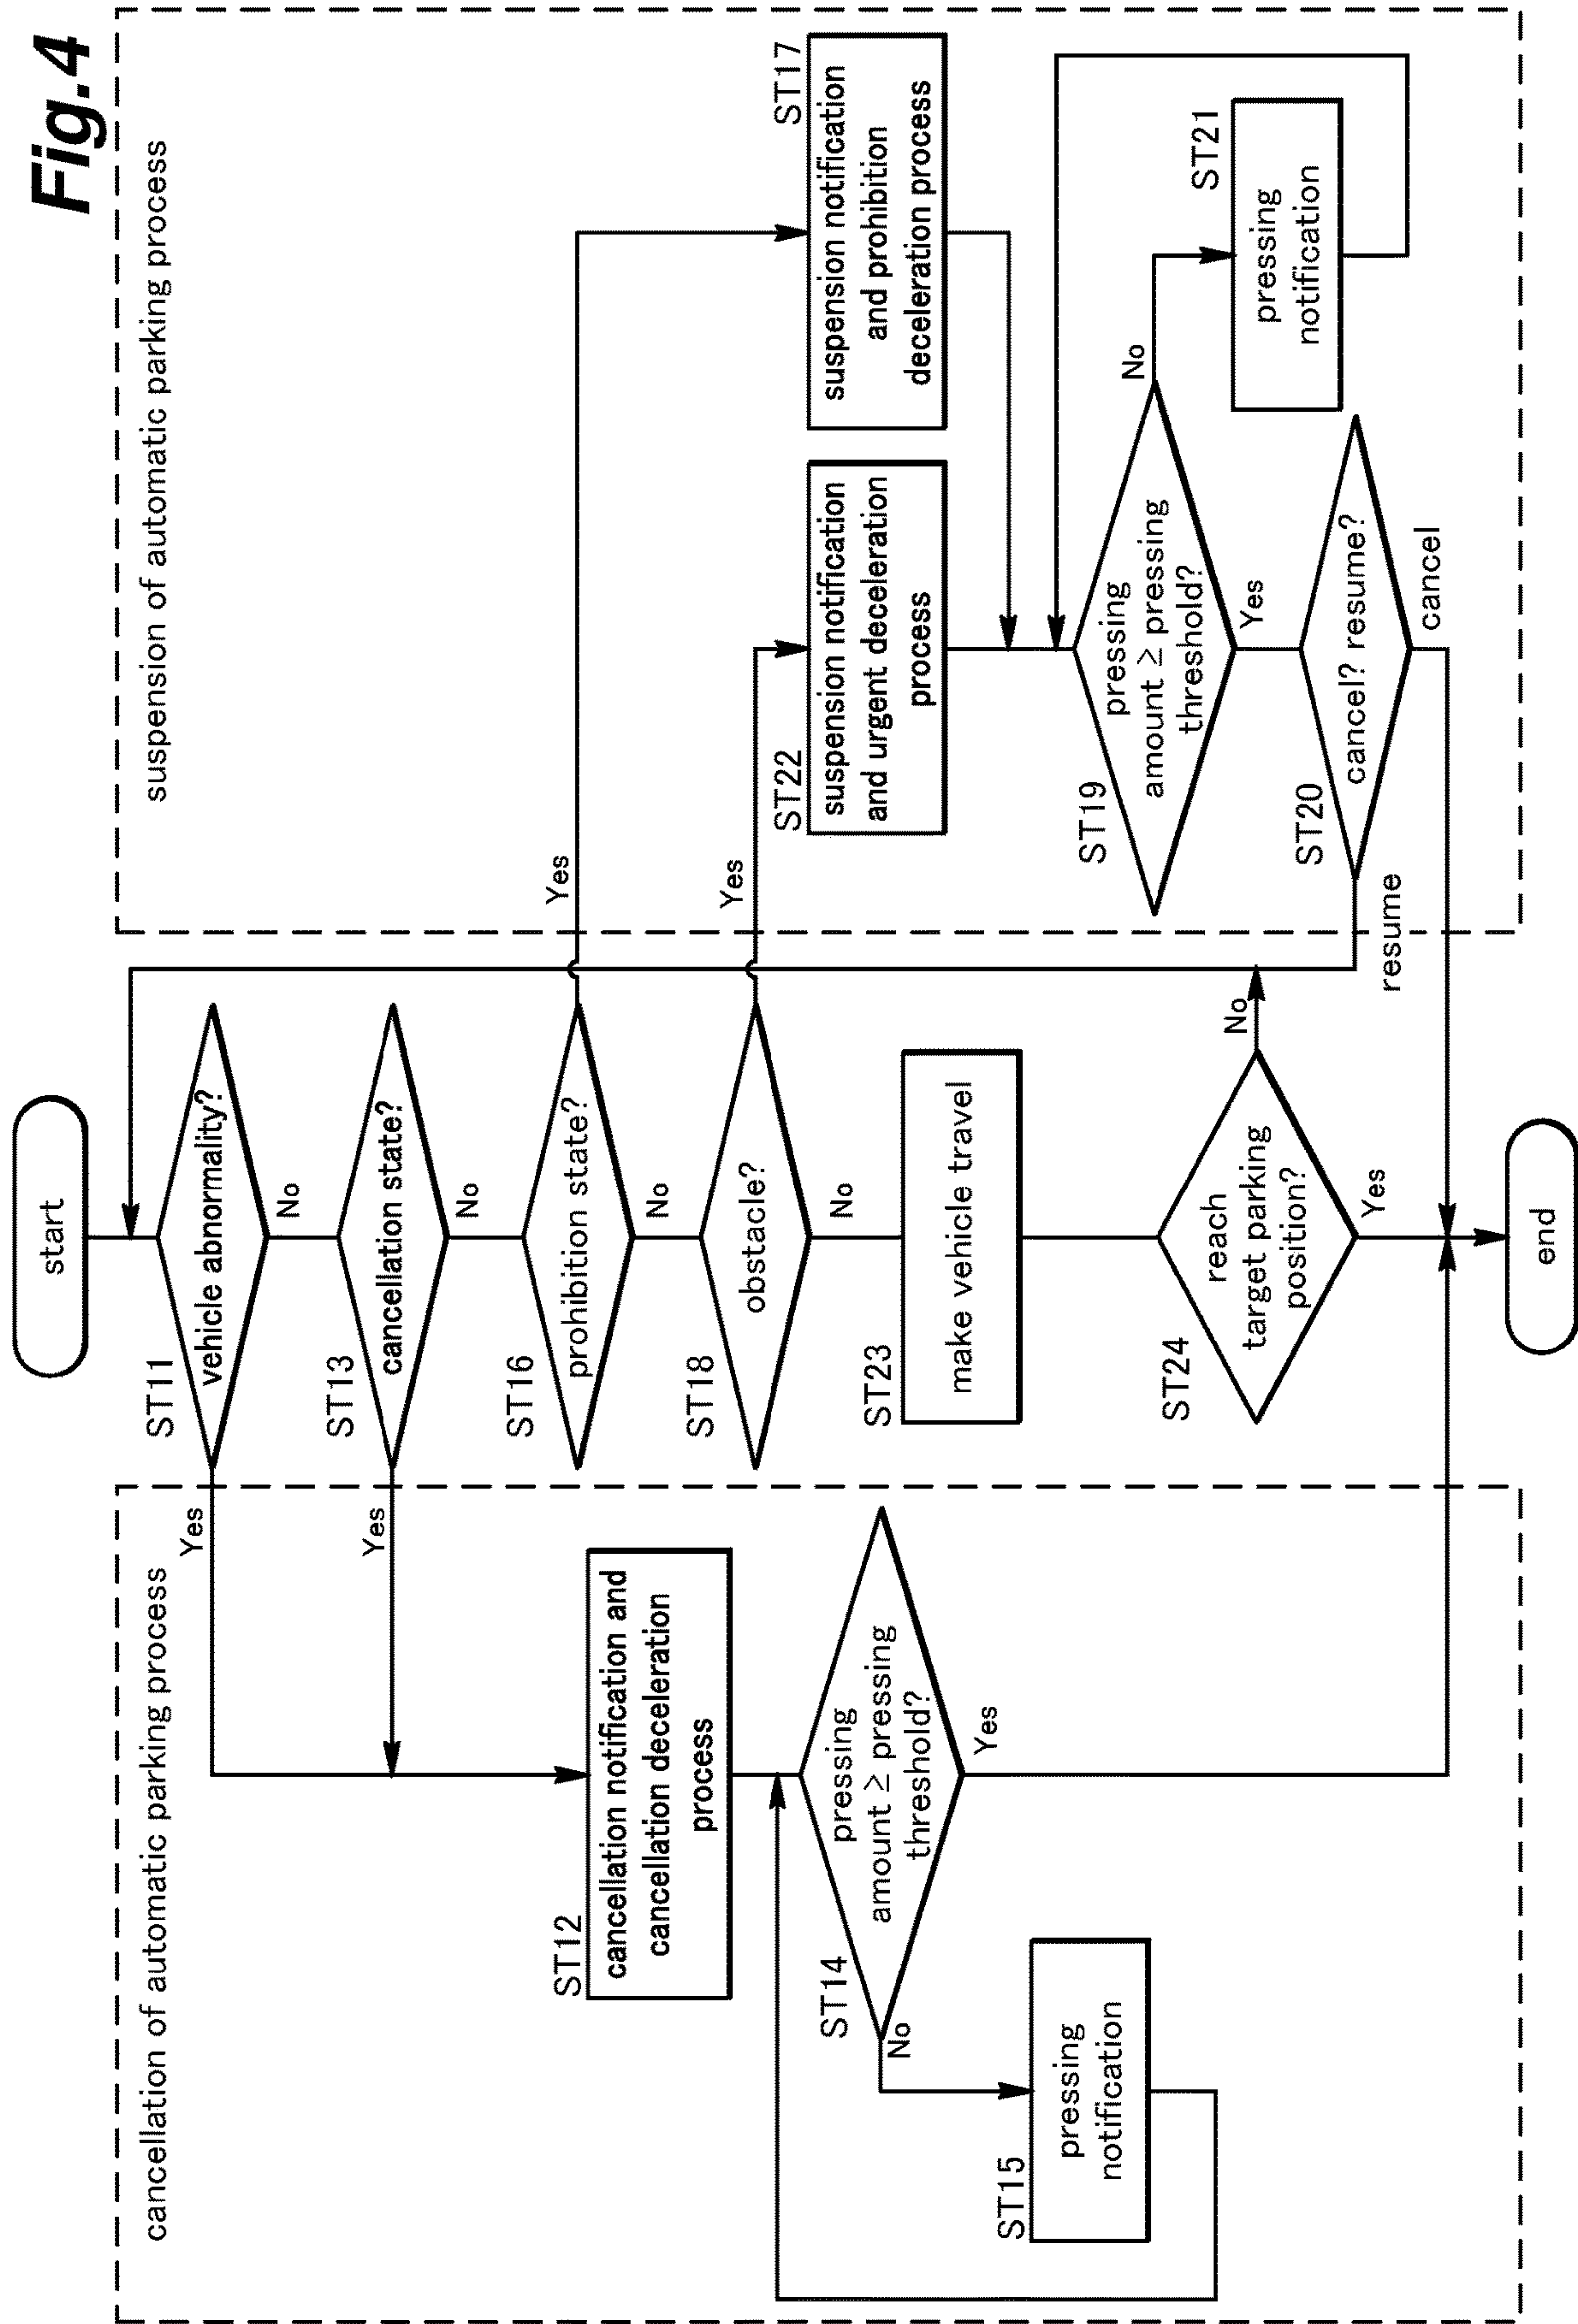 Fig.4
cancellation of automatic parking process
suspension of automatic parking process
start
ST11
vehicle abnormality?
Yes
No
ST13
cancellation state?
Yes
No
ST16
prohibition state?
Yes
No
ST18
obstacle?
Yes
No
ST23
make vehicle travel
ST24
reach
target parking
position?
No
Yes
end
ST12
cancellation notification and
cancellation deceleration
process
ST14
pressing
amount ≥ pressing
threshold?
No
Yes
ST15
pressing
notification
ST22
suspension notification
and urgent deceleration
process
ST17
suspension notification
and prohibition
deceleration process
ST19
pressing
amount ≥ pressing
threshold?
No
Yes
ST21
pressing
notification
ST20
cancel? resume?
resume
cancel